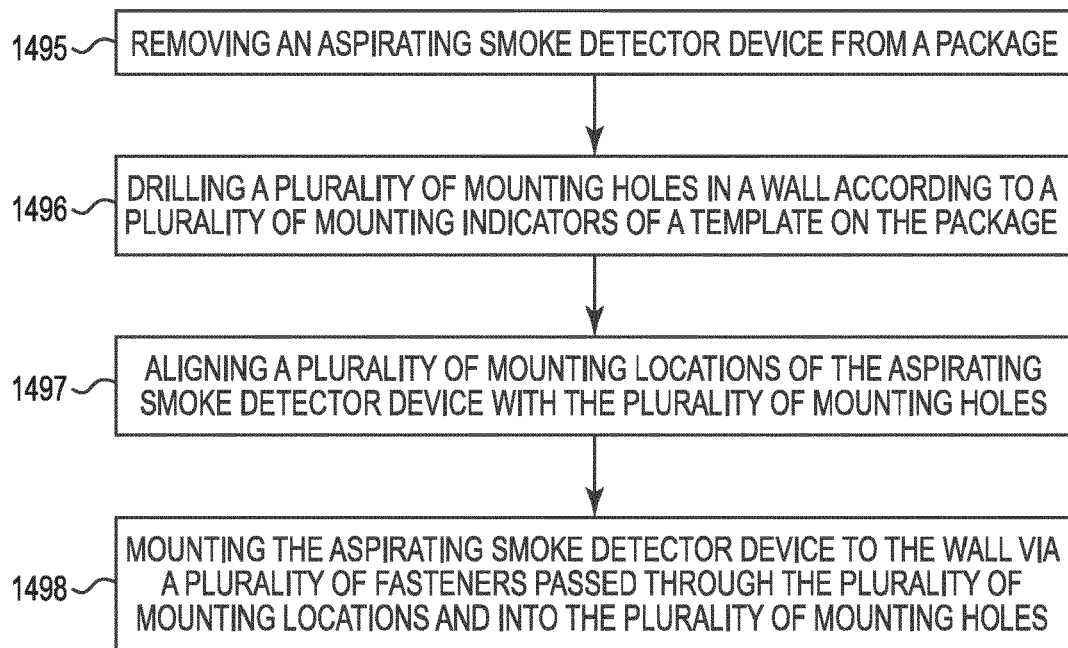 1495 REMOVING AN ASPIRATING SMOKE DETECTOR DEVICE FROM A PACKAGE
DRILLING A PLURALITY OF MOUNTING HOLES IN A WALL ACCORDING TO A
1496 PLURALITY OF MOUNTING INDICATORS OF A TEMPLATE ON THE PACKAGE
ALIGNING A PLURALITY OF MOUNTING LOCATIONS OF THE ASPIRATING
1497 SMOKE DETECTOR DEVICE WITH THE PLURALITY OF MOUNTING HOLES
MOUNTING THE ASPIRATING SMOKE DETECTOR DEVICE TO THE WALL VIA
1498 A PLURALITY OF FASTENERS PASSED THROUGH THE PLURALITY OF
MOUNTING LOCATIONS AND INTO THE PLURALITY OF MOUNTING HOLES